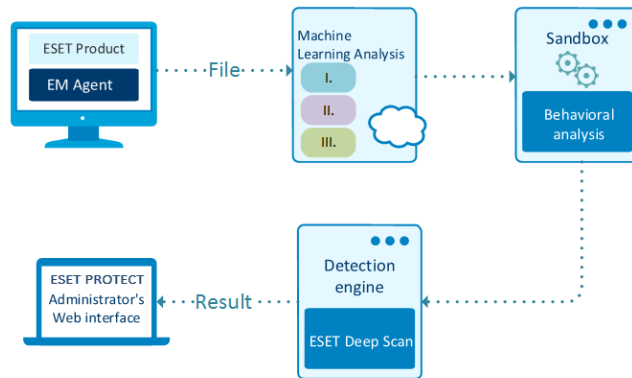 ESET Product
EM Agent
File
Machine
Learning Analysis
I.
II.
III.
Sandbox
Behavioral
analysis
Detection
engine
ESET Deep Scan
Result
ESET PROTECT
Administrator's
Web interface